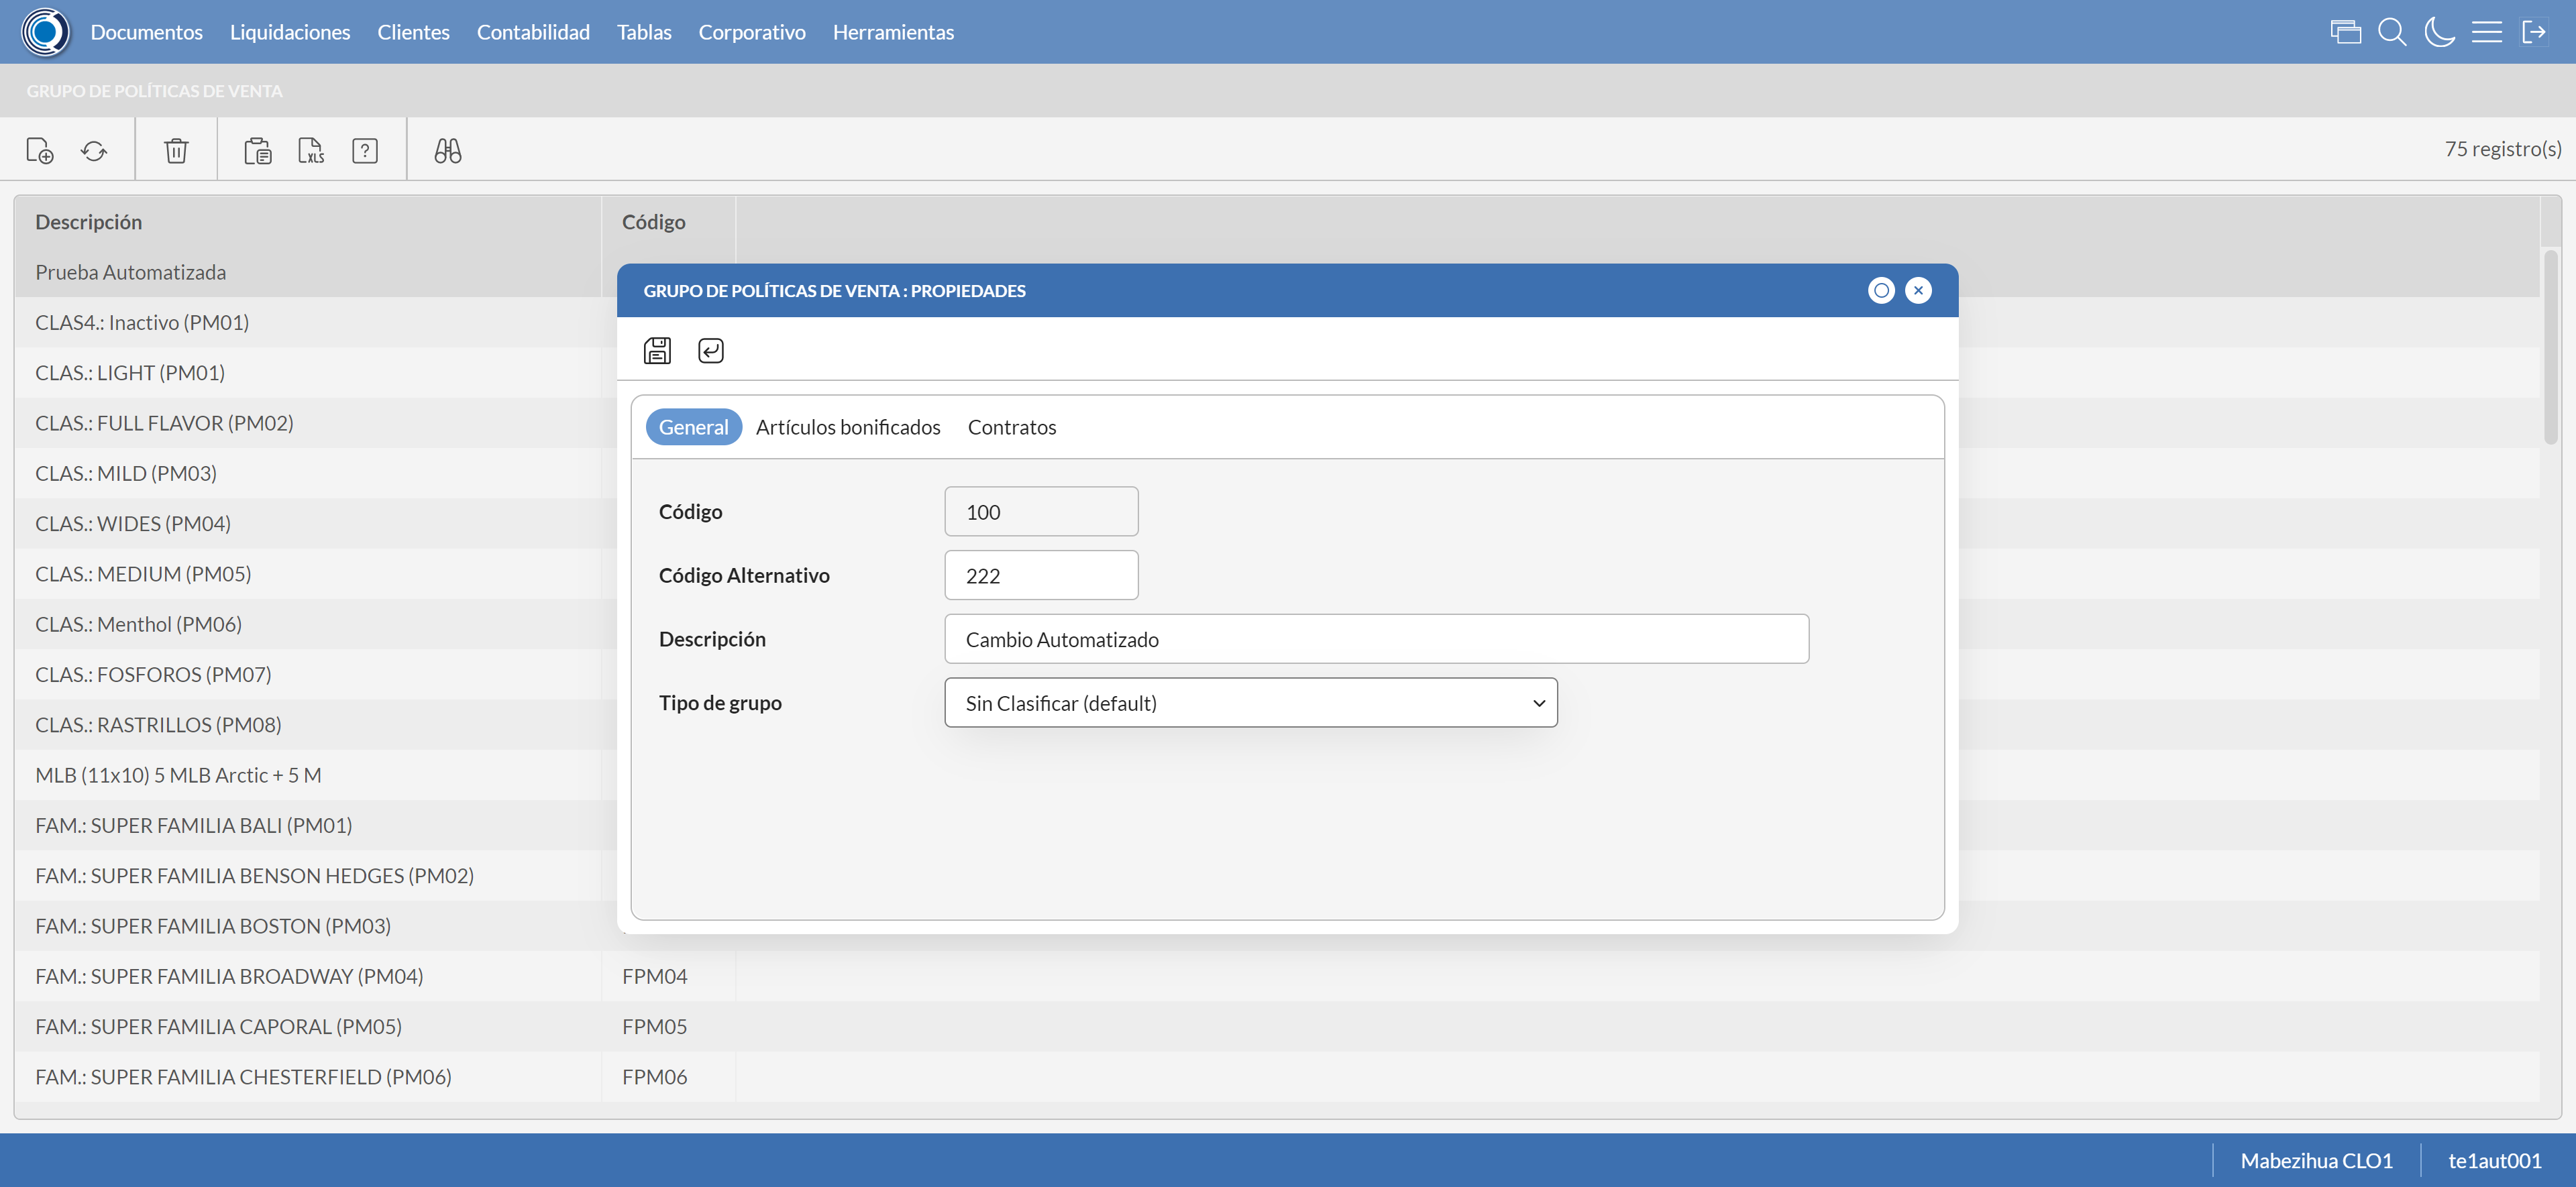 Documentos Liquidaciones Clientes Contabilidad Tablas Corporativo Herramientas
GRUPO DE POLÍTICAS DE VENTA
XLS ? 75 registro(s)
Descripción Código
Prueba Automatizada
CLAS4.: Inactivo (PM01)
CLAS.: LIGHT (PM01)
CLAS.: FULL FLAVOR (PM02)
CLAS.: MILD (PM03)
CLAS.: WIDES (PM04)
CLAS.: MEDIUM (PM05)
CLAS.: Menthol (PM06)
CLAS.: FOSFOROS (PM07)
CLAS.: RASTRILLOS (PM08)
MLB (11x10) 5 MLB Arctic + 5 M
FAM.: SUPER FAMILIA BALI (PM01)
FAM.: SUPER FAMILIA BENSON HEDGES (PM02)
FAM.: SUPER FAMILIA BOSTON (PM03)
FAM.: SUPER FAMILIA BROADWAY (PM04) FPM04
FAM.: SUPER FAMILIA CAPORAL (PM05) FPM05
FAM.: SUPER FAMILIA CHESTERFIELD (PM06) FPM06
GRUPO DE POLÍTICAS DE VENTA : PROPIEDADES
General Artículos bonificados Contratos
Código 100
Código Alternativo 222
Descripción Cambio Automatizado
Tipo de grupo Sin Clasificar (default)
Mabezihua CLO1 te1aut001